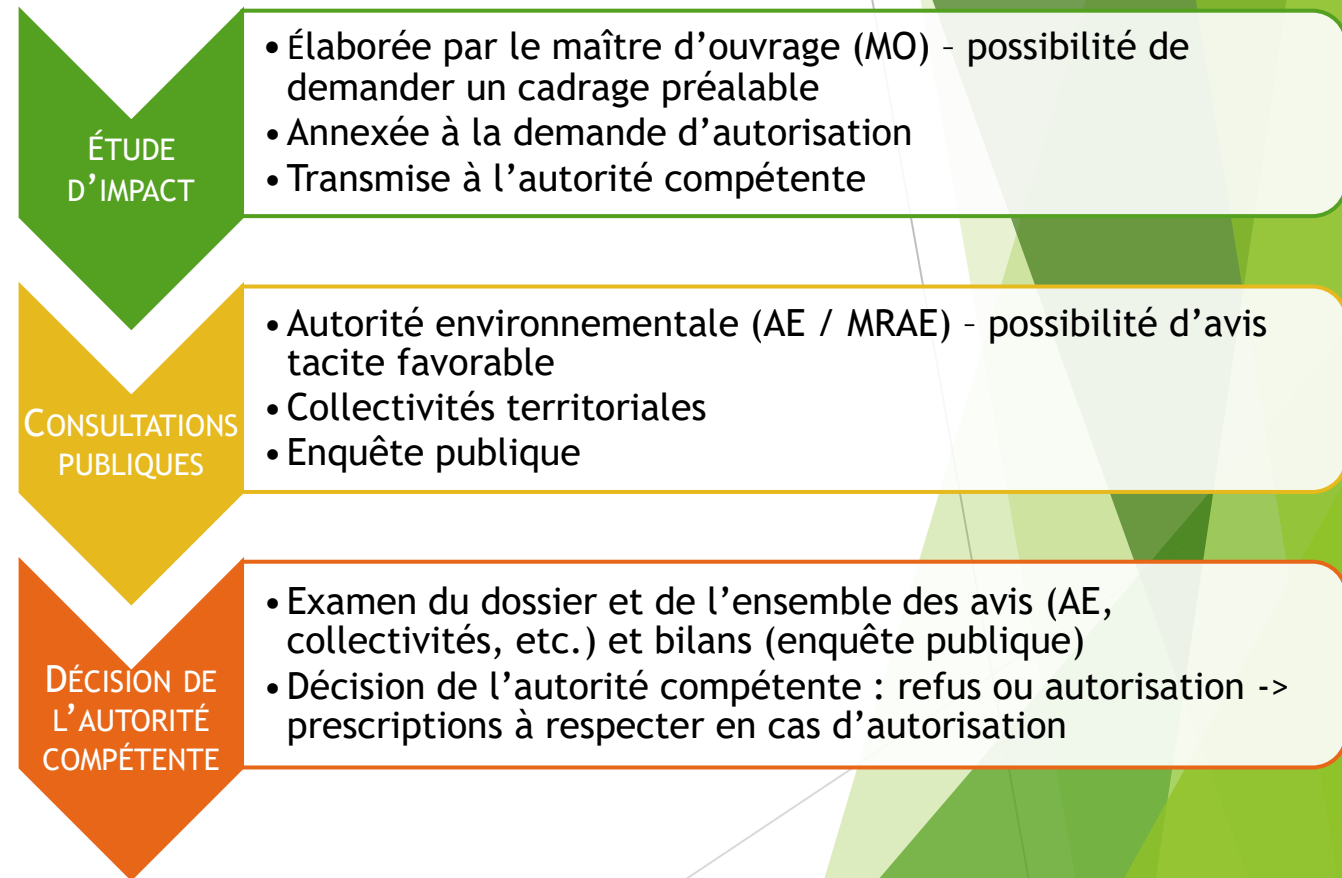 ÉTUDE
D’IMPACT
• Élaborée par le maître d’ouvrage (MO) – possibilité de
demander un cadrage préalable
• Annexée à la demande d’autorisation
• Transmise à l’autorité compétente
CONSULTATIONS
PUBLIQUES
• Autorité environnementale (AE / MRAE) – possibilité d’avis
tacite favorable
• Collectivités territoriales
• Enquête publique
DÉCISION DE
L’AUTORITÉ
COMPÉTENTE
• Examen du dossier et de l’ensemble des avis (AE,
collectivités, etc.) et bilans (enquête publique)
• Décision de l’autorité compétente : refus ou autorisation ->
prescriptions à respecter en cas d’autorisation